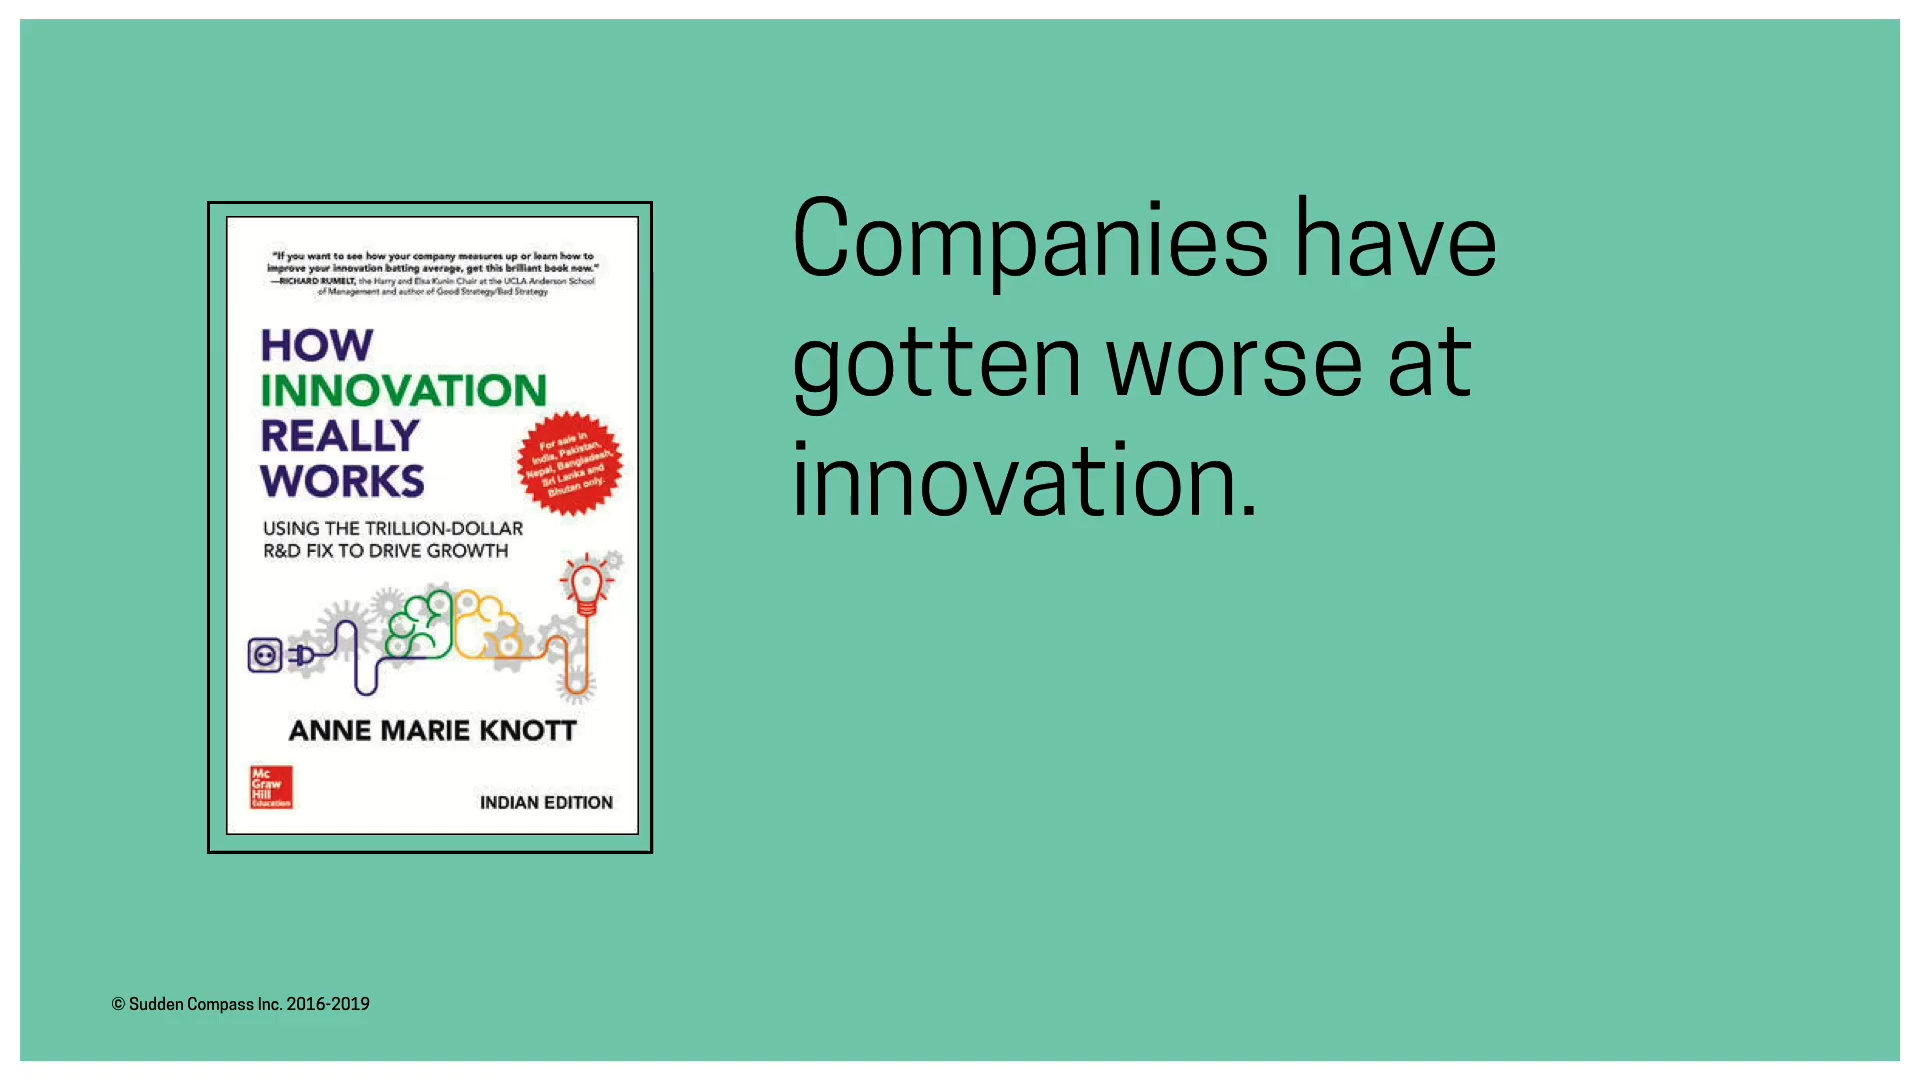 "If you want to see how your company measures up or learn how to
improve your innovation batting average, get this brilliant book now."
—RICHARD RUMELT, the Harry and Elsa Kunin Chair at the UCLA Anderson School
of Management and author of Good Strategy/Bad Strategy
HOW
INNOVATION
REALLY
WORKS
For sale in
India, Pakistan,
Nepal, Bangladesh,
Sri Lanka and
Bhutan only.
USING THE TRILLION-DOLLAR
R&D FIX TO DRIVE GROWTH
ANNE MARIE KNOTT
Mc
Graw
Hill
Education
INDIAN EDITION
Companies have
gotten worse at
innovation.
© Sudden Compass Inc. 2016-2019